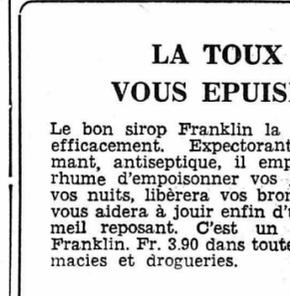 LA TOUX
VOUS EPUIS
Le bon sirop Franklin la
efficacement. Expectorant
mant, antiseptique, il emp
rhume d'empoisonner vos
vos nuits, libèrera vos bron
vous aidera à jouir enfin d'u
meil reposant. C'est un
Franklin. Fr. 3.90 dans toute
macies et drogueries.